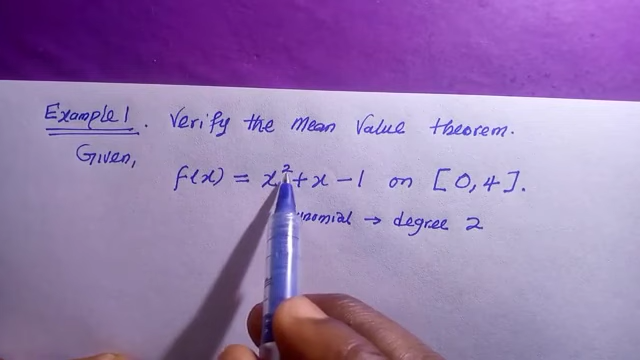 Example 1. Verify the Mean Value theorem.
Given,
f(x) = x²+x-1 on [0,4].
→ degree 2